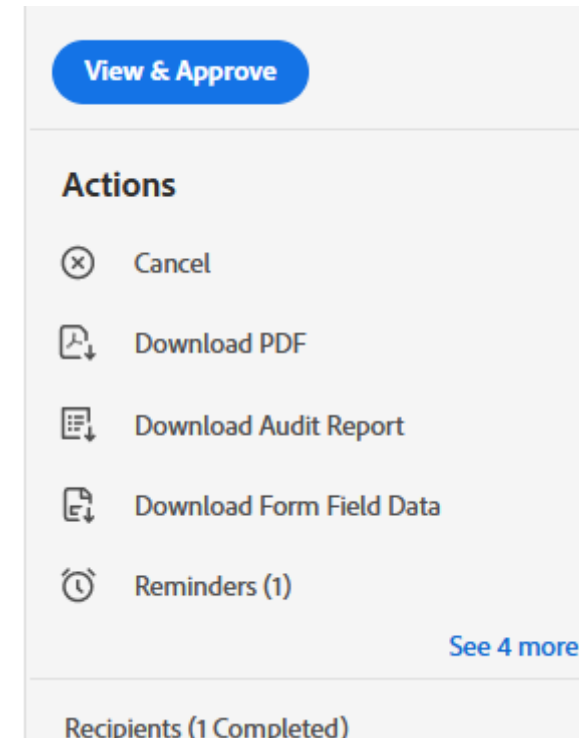 View & Approve
Actions
Cancel
Download PDF
Download Audit Report
Download Form Field Data
Reminders (1)
See 4 more
Recipients (1 Completed)